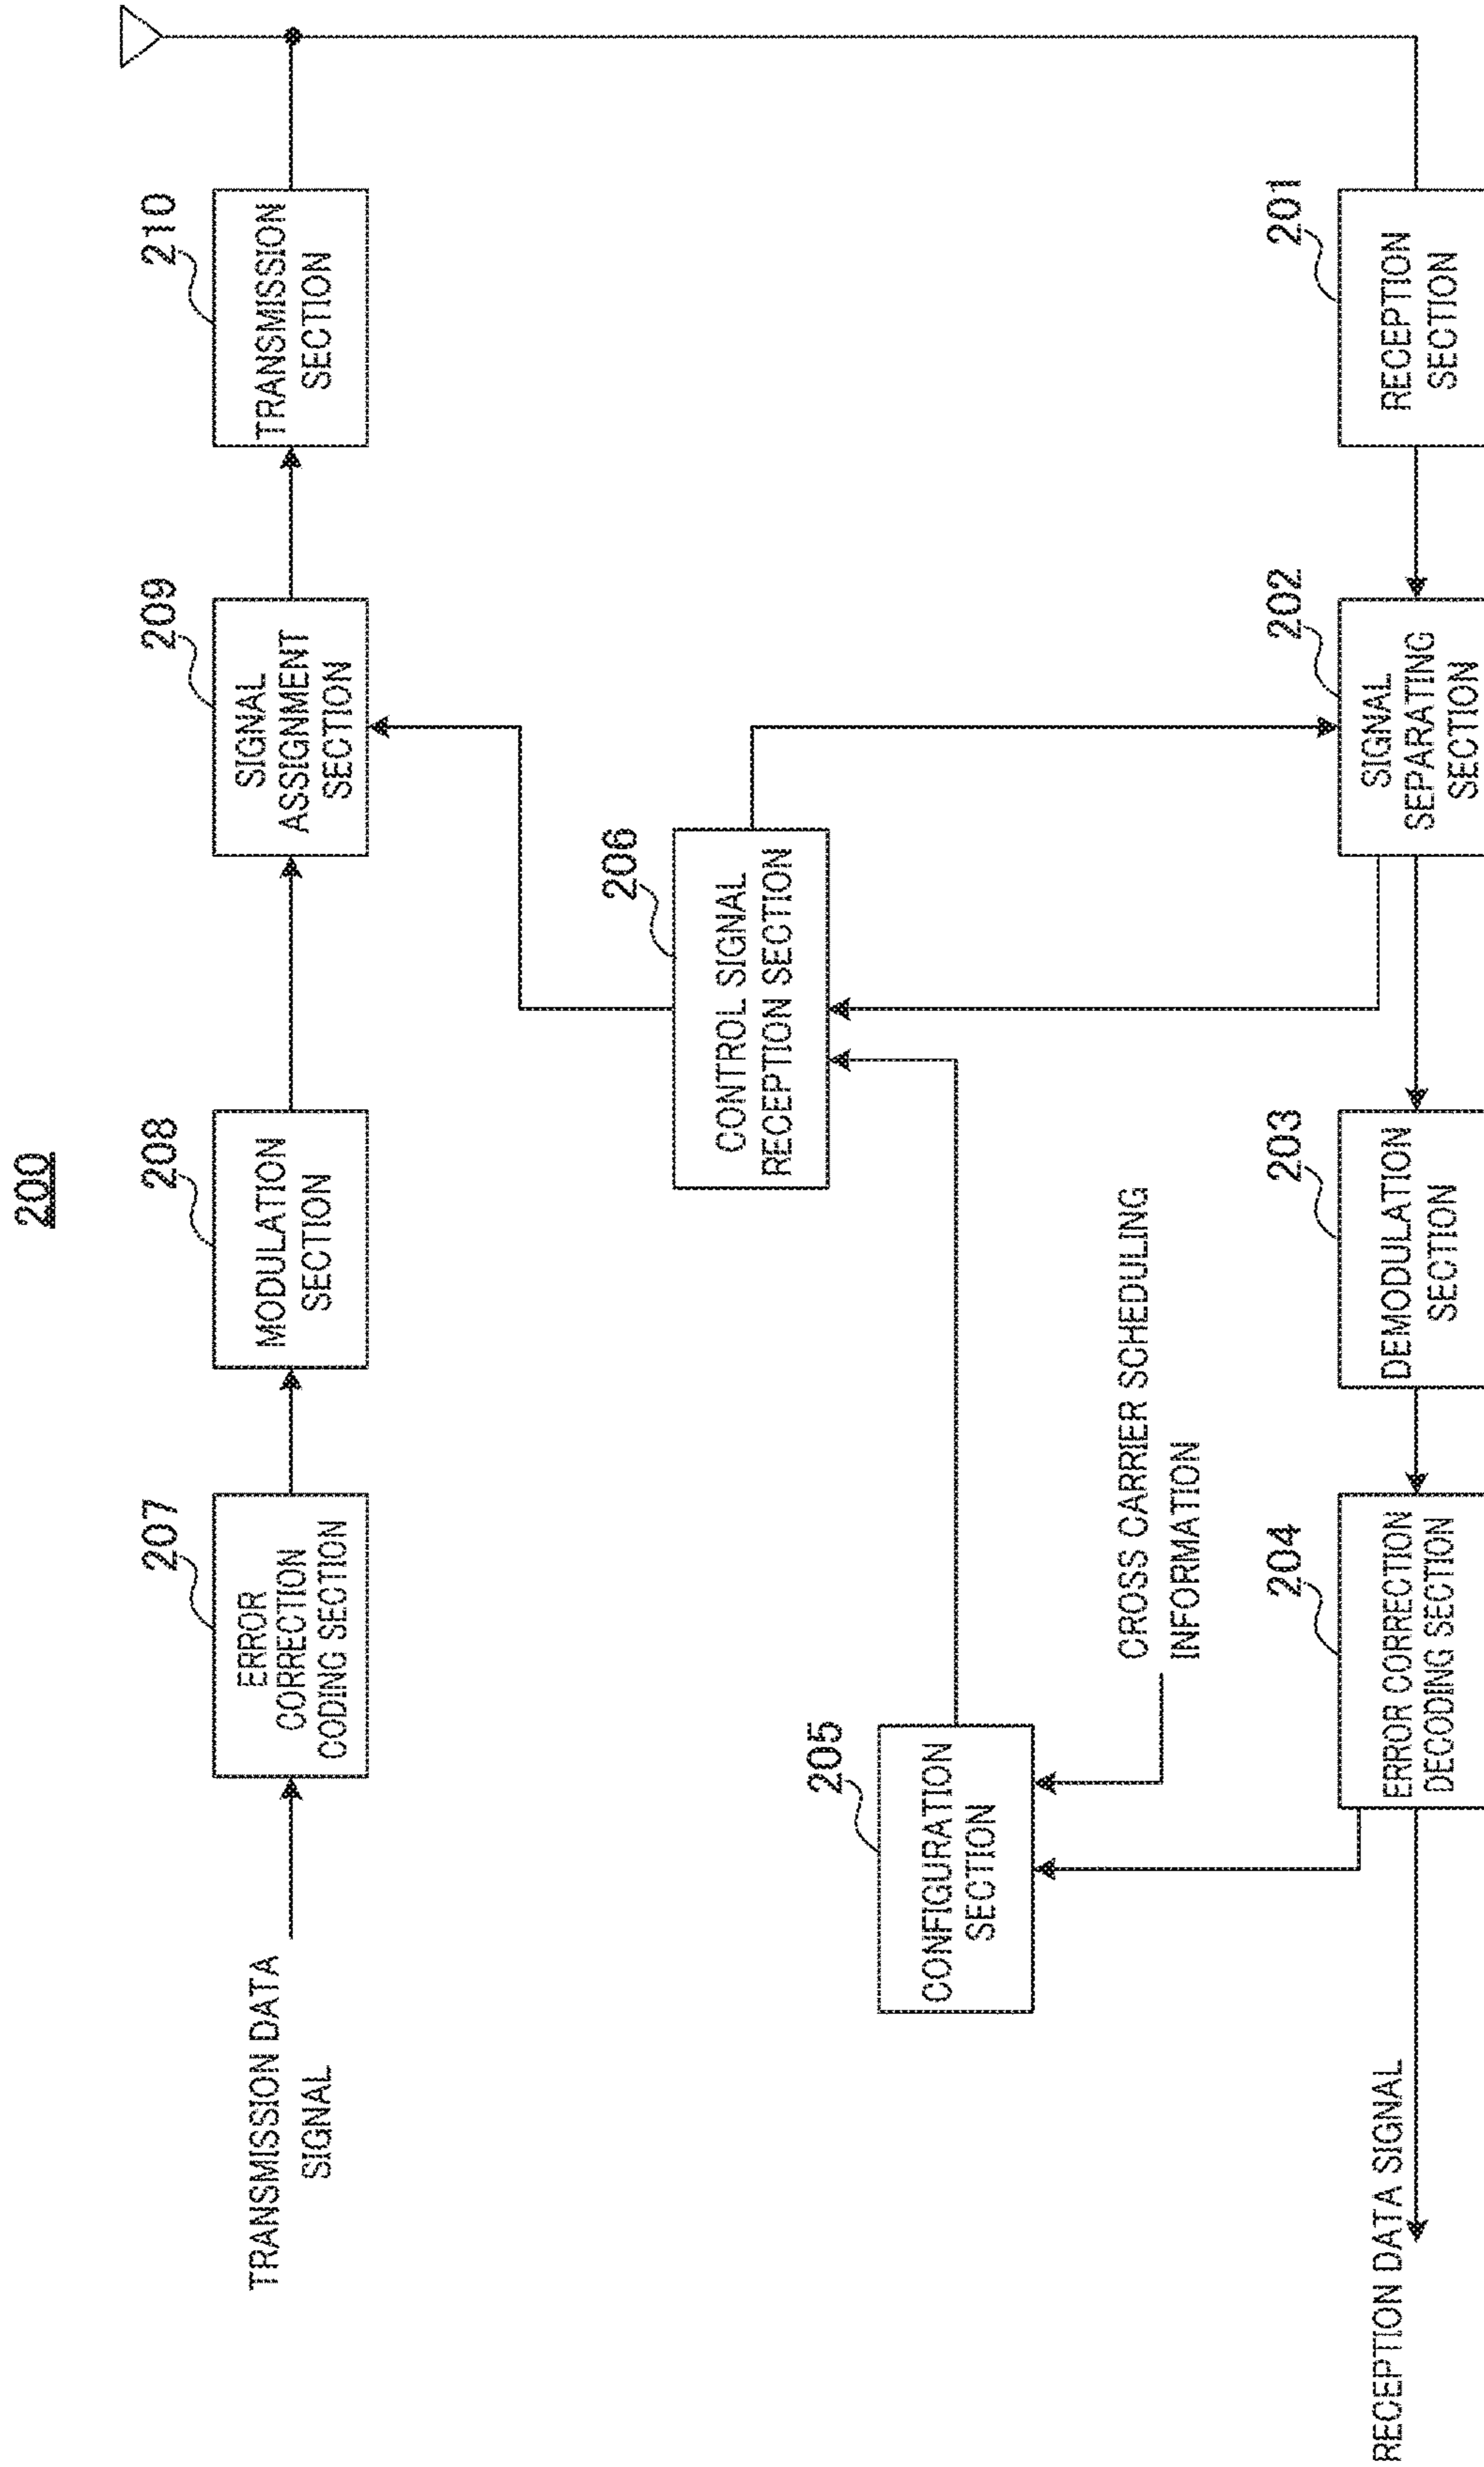 200
207
ERROR
CORRECTION
CODING SECTION
208
MODULATION
SECTION
209
SIGNAL
ASSIGNMENT
SECTION
210
TRANSMISSION
SECTION
TRANSMISSION DATA
SIGNAL
206
CONTROL SIGNAL
RECEPTION SECTION
205
CONFIGURATION
SECTION
CROSS CARRIER SCHEDULING
INFORMATION
204
ERROR CORRECTION
DECODING SECTION
203
DEMODULATION
SECTION
202
SIGNAL
SEPARATING
SECTION
201
RECEPTION
SECTION
RECEPTION DATA SIGNAL